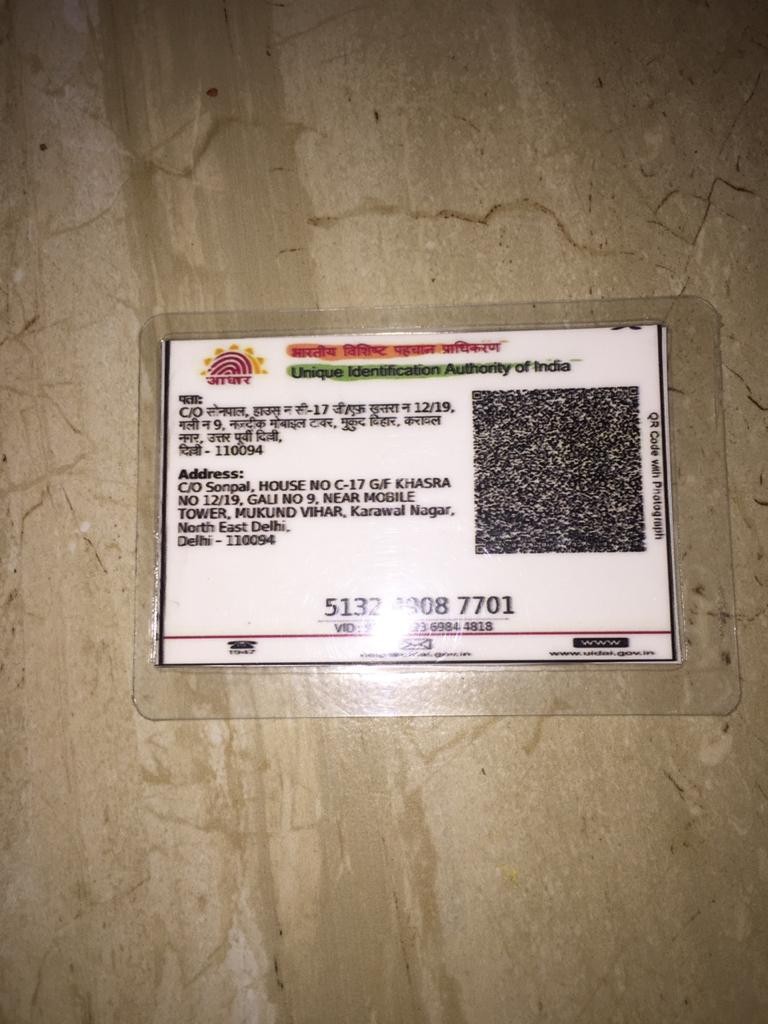 आधार
भारतीय विशिष्ट पहचान प्राधिकरण
Unique Identification Authority of India
पता:
C/O सोनपाल, हाउस न सी-17 जी/एफ खसरा न 12/19,
गली न 9, नज़दीक मोबाइल टावर, मुकुंद विहार, करावल
नगर, उत्तर पूर्वी दिल्ली,
दिल्ली - 110094
Address:
C/O Sonpal, HOUSE NO C-17 G/F KHASRA
NO 12/19, GALI NO 9, NEAR MOBILE
TOWER, MUKUND VIHAR, Karawal Nagar,
North East Delhi,
Delhi - 110094
QR Code with Photograph
5132 7701
VID : 6984 4818
1947
WWW
www.uidai.gov.in